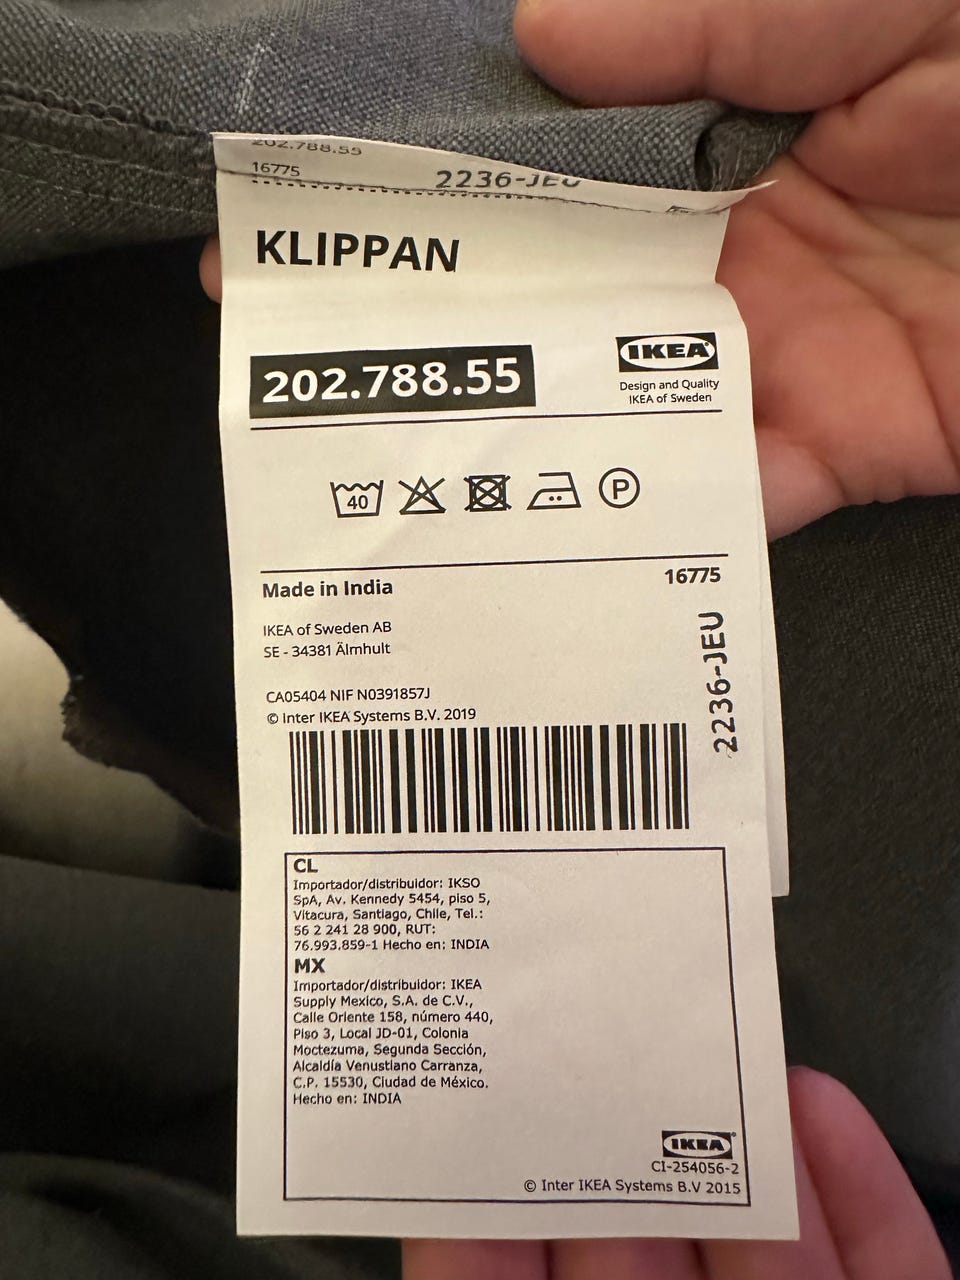 202.788.55
16775
2236-JEU
KLIPPAN
202.788.55
IKEA
Design and Quality
IKEA of Sweden
40
P
Made in India
16775
IKEA of Sweden AB
SE - 34381 Älmhult
2236-JEU
CA05404 NIF N0391857J
© Inter IKEA Systems B.V. 2019
CL
Importador/distribuidor: IKSO
SpA, Av. Kennedy 5454, piso 5,
Vitacura, Santiago, Chile, Tel.:
56 2 241 28 900, RUT:
76.993.859-1 Hecho en: INDIA
MX
Importador/distribuidor: IKEA
Supply Mexico, S.A. de C.V.,
Calle Oriente 158, número 440,
Piso 3, Local JD-01, Colonia
Moctezuma, Segunda Sección,
Alcaldía Venustiano Carranza,
C.P. 15530, Ciudad de México.
Hecho en: INDIA
IKEA
CI-254056-2
© Inter IKEA Systems B.V 2015